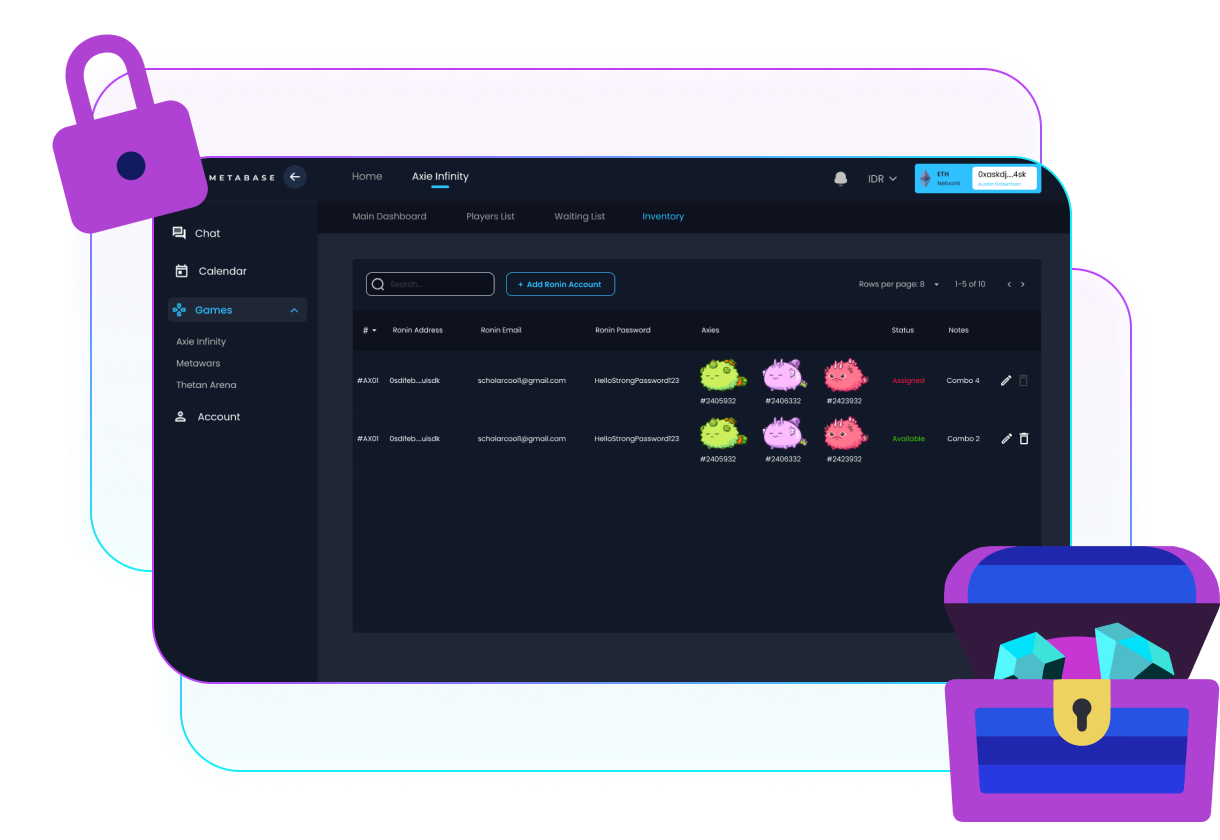 METABASE
Home Axie Infinity
IDR
ETH
Network
0xaskdj....4sk
Austin Robertson
Main Dashboard Players List Waiting List Inventory
Chat
Calendar
Games
Axie Infinity
Metawars
Thetan Arena
Account
Search.. + Add Ronin Account Rows per page: 8 1-5 of 10 < >
# Ronin Address Ronin Email Ronin Password Axies Status Notes
#AX01 0sdifeb....uisdk scholarcool1@gmail.com HelloStrongPassword123 Assigned Combo 4
#2405932 #2406332 #2423932
#AX01 0sdifeb....uisdk scholarcool1@gmail.com HelloStrongPassword123 Available Combo 2
#2405932 #2406332 #2423932